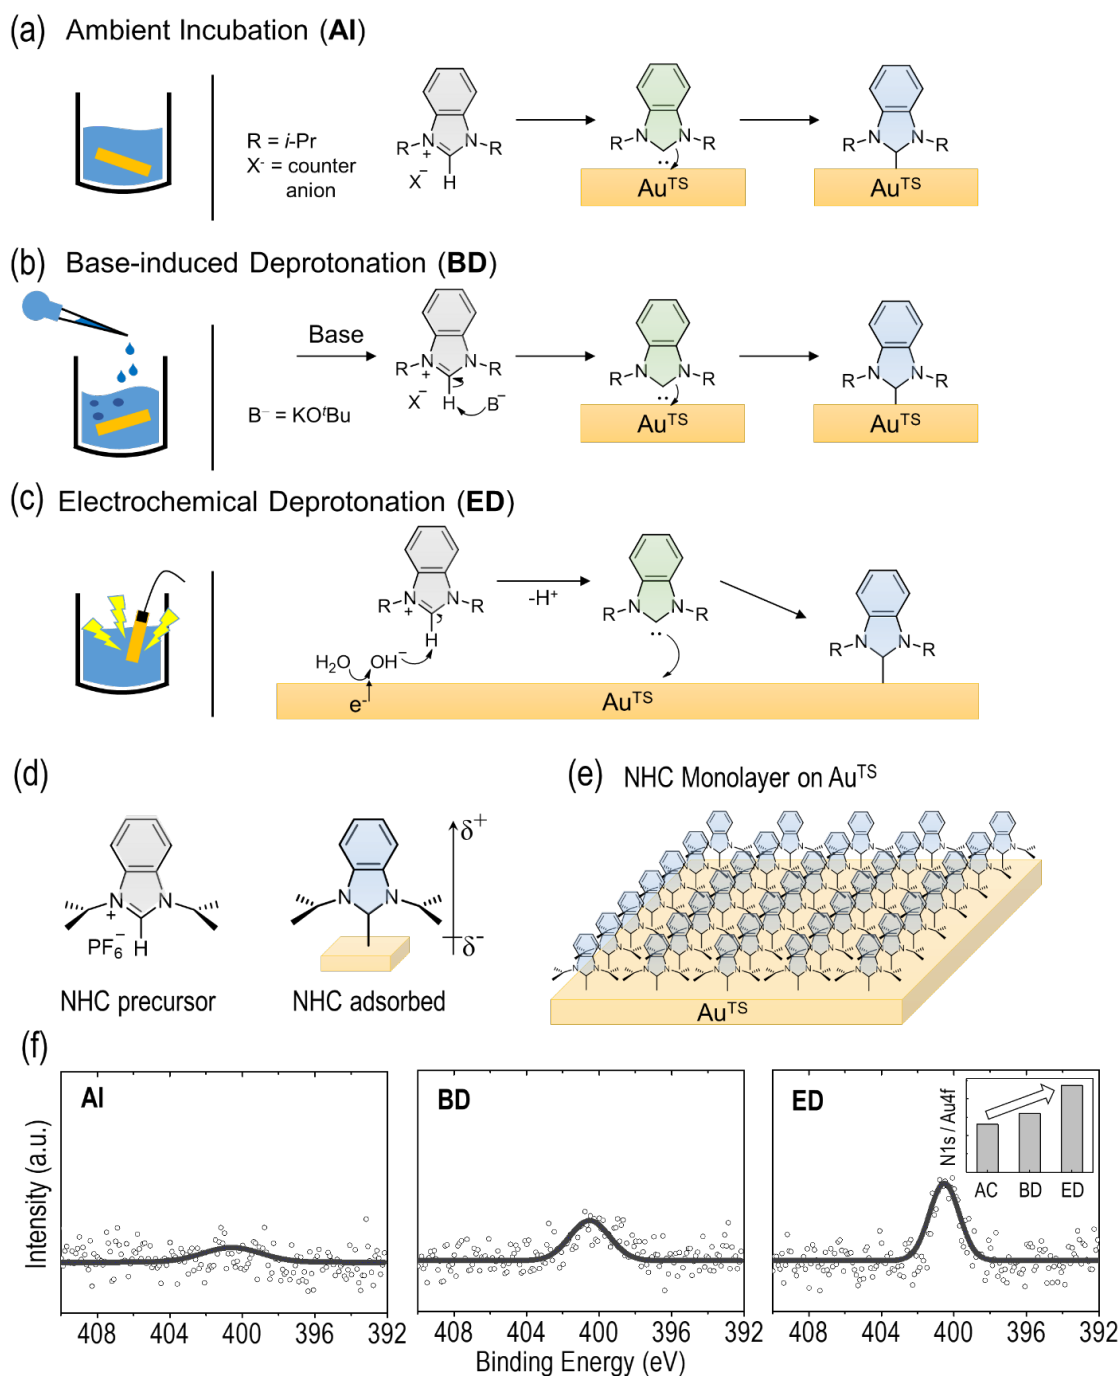 (a) Ambient Incubation (AI)
R = i-Pr
X⁻ = counter
anion
R N + N R
X⁻ H
R N N R
Au^TS
R N N R
Au^TS
(b) Base-induced Deprotonation (BD)
Base
B⁻ = KO^tBu
R N + N R
X⁻ H B⁻
R N N R
Au^TS
R N N R
Au^TS
(c) Electrochemical Deprotonation (ED)
R N + N R
H
-H⁺
R N N R
R N N R
H₂O OH⁻
e⁻
Au^TS
(d)
N + N
PF₆⁻ H
NHC precursor
N N
δ⁺
δ⁻
NHC adsorbed
(e) NHC Monolayer on Au^TS
Au^TS
(f)
Intensity (a.u.)
AI
408 404 400 396 392
BD
408 404 400 396 392
ED
N1s / Au4f
AC BD ED
408 404 400 396 392
Binding Energy (eV)